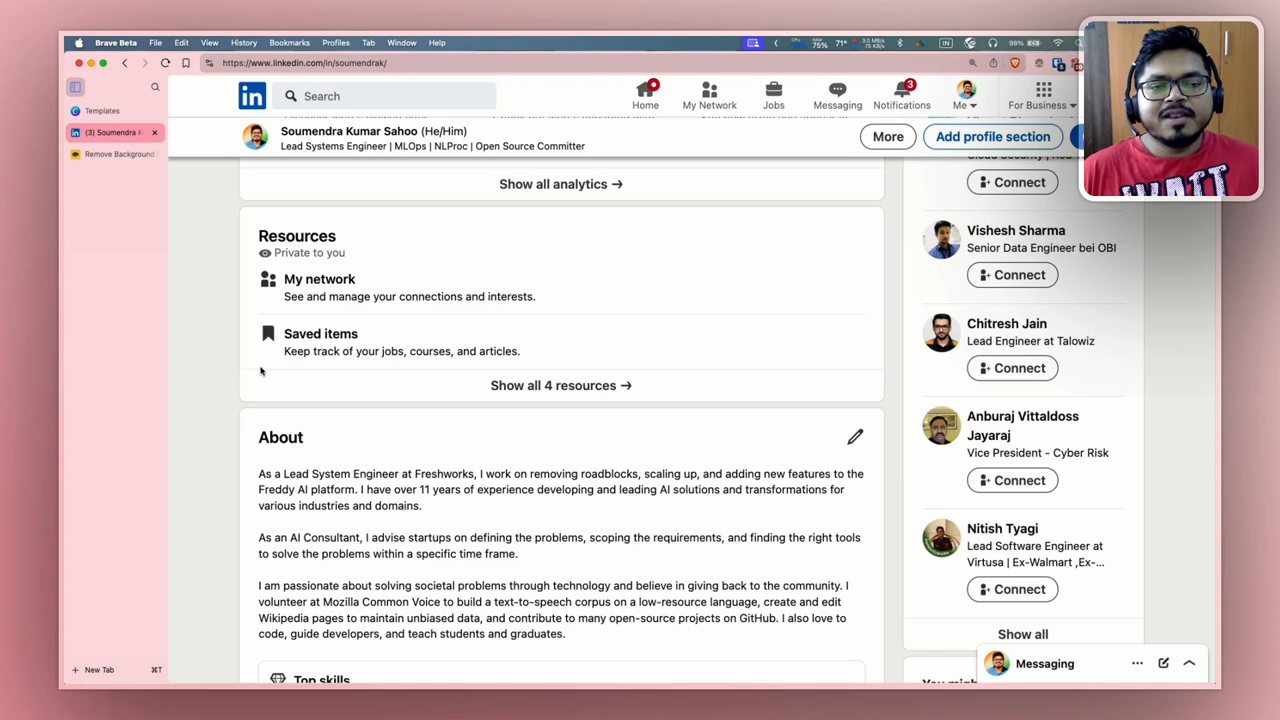 Brave Beta File Edit View History Bookmarks Profiles Tab Window Help
75% 71° 3.0 MB/s 75 KB/s IN 98%
https://www.linkedin.com/in/soumendrak/
Templates
(3) Soumendra K
Remove Background
New Tab ⌘T
in Search
Home My Network Jobs Messaging 3 Notifications Me For Business
Soumendra Kumar Sahoo (He/Him)
Lead Systems Engineer | MLOps | NLProc | Open Source Committer
More Add profile section
Show all analytics →
Resources
Private to you
My network
See and manage your connections and interests.
Saved items
Keep track of your jobs, courses, and articles.
Show all 4 resources →
About
As a Lead System Engineer at Freshworks, I work on removing roadblocks, scaling up, and adding new features to the
Freddy AI platform. I have over 11 years of experience developing and leading AI solutions and transformations for
various industries and domains.
As an AI Consultant, I advise startups on defining the problems, scoping the requirements, and finding the right tools
to solve the problems within a specific time frame.
I am passionate about solving societal problems through technology and believe in giving back to the community. I
volunteer at Mozilla Common Voice to build a text-to-speech corpus on a low-resource language, create and edit
Wikipedia pages to maintain unbiased data, and contribute to many open-source projects on GitHub. I also love to
code, guide developers, and teach students and graduates.
Top skills
Connect
Vishesh Sharma
Senior Data Engineer bei OBI
Connect
Chitresh Jain
Lead Engineer at Talowiz
Connect
Anburaj Vittaldoss
Jayaraj
Vice President - Cyber Risk
Connect
Nitish Tyagi
Lead Software Engineer at
Virtusa | Ex-Walmart ,Ex-...
Connect
Show all
Messaging